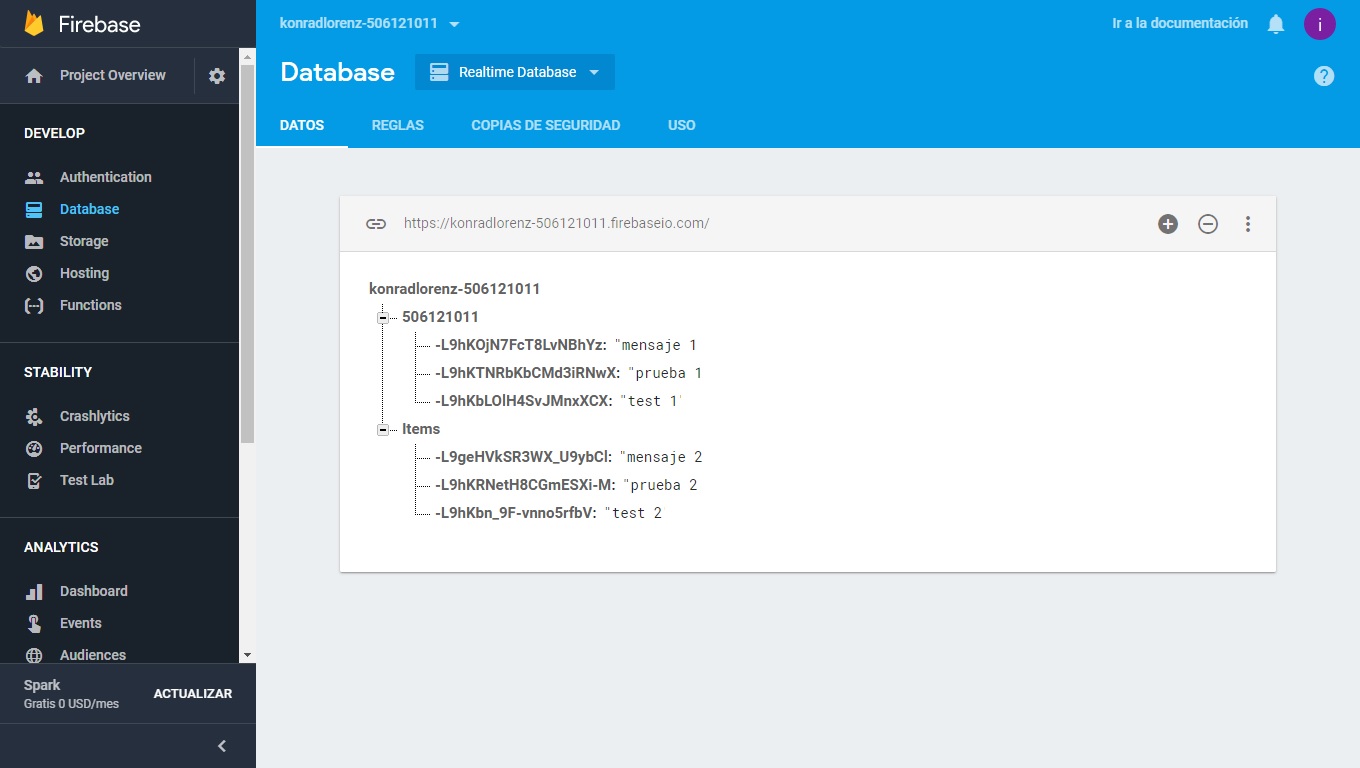 Firebase
Project Overview
DEVELOP
Authentication
Database
Storage
Hosting
Functions
STABILITY
Crashlytics
Performance
Test Lab
ANALYTICS
Dashboard
Events
Audiences
Spark
Gratis 0 USD/mes
ACTUALIZAR
konradlorenz-506121011
Ir a la documentación
i
Database
Realtime Database
?
DATOS REGLAS COPIAS DE SEGURIDAD USO
https://konradlorenz-506121011.firebaseio.com/
konradlorenz-506121011
506121011
-L9hKOjN7FcT8LvNBhYz: "mensaje 1
-L9hKTNRbKbCMd3iRNwX: "prueba 1
-L9hKbLOlH4SvJMnxXCX: "test 1'
Items
-L9geHVkSR3WX_U9ybCl: "mensaje 2
-L9hKRNetH8CGmESXi-M: "prueba 2
-L9hKbn_9F-vnno5rfbV: "test 2